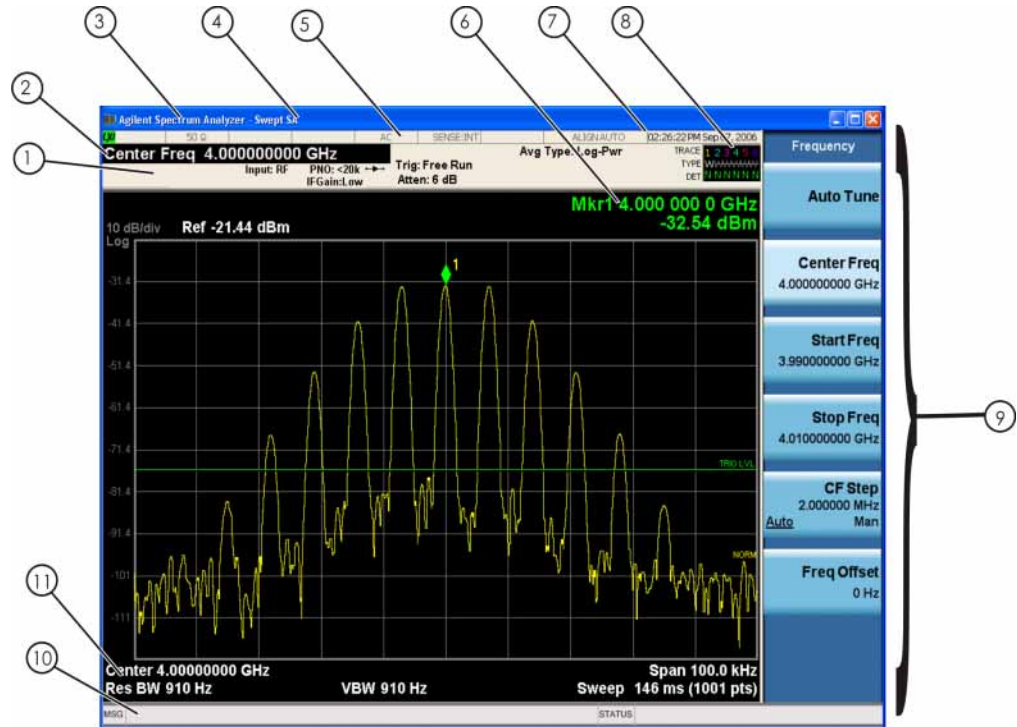 3
4
5
6
7
8
2
1
Agilent Spectrum Analyzer - Swept SA
50 Ω AC SENSE:INT ALIGN AUTO 02:26:22 PM Sep 07, 2006
Center Freq 4.000000000 GHz
Input: RF PNO: <20k Trig: Free Run Avg Type: Log-Pwr TRACE 1 2 3 4 5 6
IFGain:Low Atten: 6 dB TYPE
DET N N N N N N
Mkr1 4.000 000 0 GHz
-32.54 dBm
10 dB/div Ref -21.44 dBm
Log
1
-31.4
-41.4
-51.4
-61.4
-71.4
TRIG LVL
-81.4
-91.4
NORM
-101
-111
Center 4.00000000 GHz Span 100.0 kHz
Res BW 910 Hz VBW 910 Hz Sweep 146 ms (1001 pts)
MSG STATUS
Frequency
Auto Tune
Center Freq
4.000000000 GHz
Start Freq
3.990000000 GHz
Stop Freq
4.010000000 GHz
CF Step
2.000000 MHz
Auto Man
Freq Offset
0 Hz
9
11
10